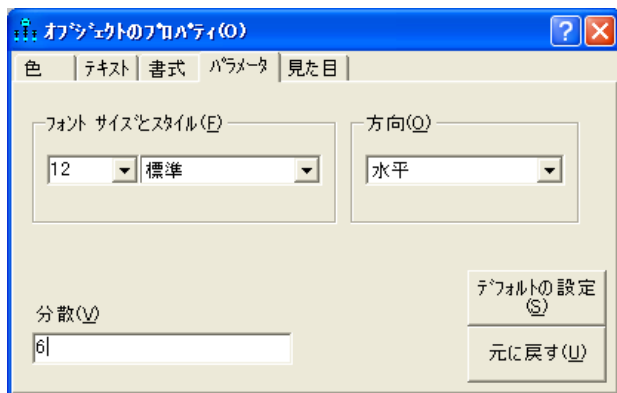 ｵﾌﾞｼﾞｪｸﾄのﾌﾟﾛﾊﾟﾃｨ(O)
色 ﾃｷｽﾄ 書式 ﾊﾟﾗﾒｰﾀ 見た目
ﾌｫﾝﾄ ｻｲｽﾞとｽﾀｲﾙ(F) 方向(O)
12 標準 水平
ﾃﾞﾌｫﾙﾄの設定
(S)
分散(V)
6
元に戻す(U)